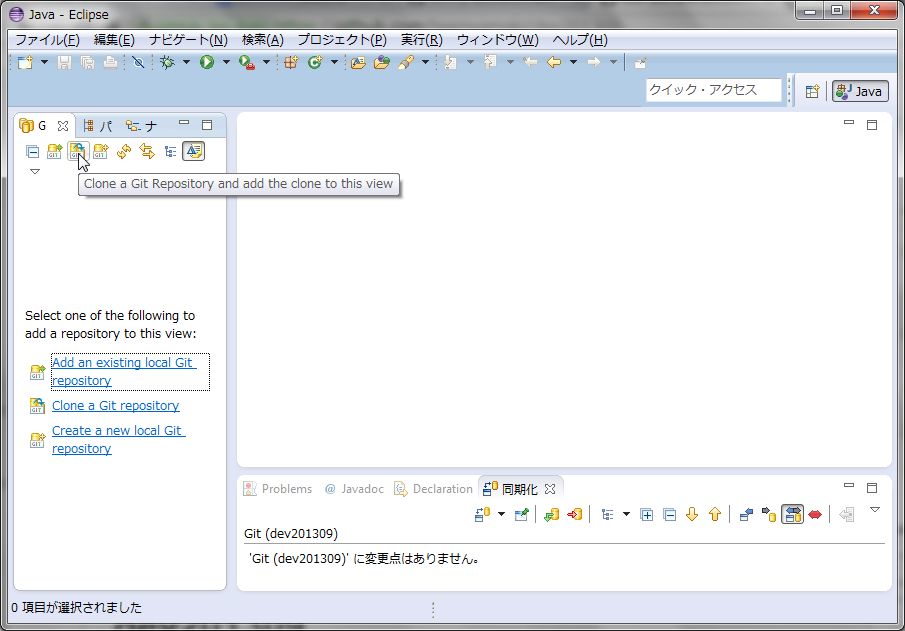 Java - Eclipse
ファイル(F) 編集(E) ナビゲート(N) 検索(A) プロジェクト(P) 実行(R) ウィンドウ(W) ヘルプ(H)
クイック・アクセス
Java
G パ ナ
Clone a Git Repository and add the clone to this view
Select one of the following to
add a repository to this view:
Add an existing local Git
repository
Clone a Git repository
Create a new local Git
repository
Problems @ Javadoc Declaration 同期化
Git (dev201309)
'Git (dev201309)' に変更点はありません。
0 項目が選択されました